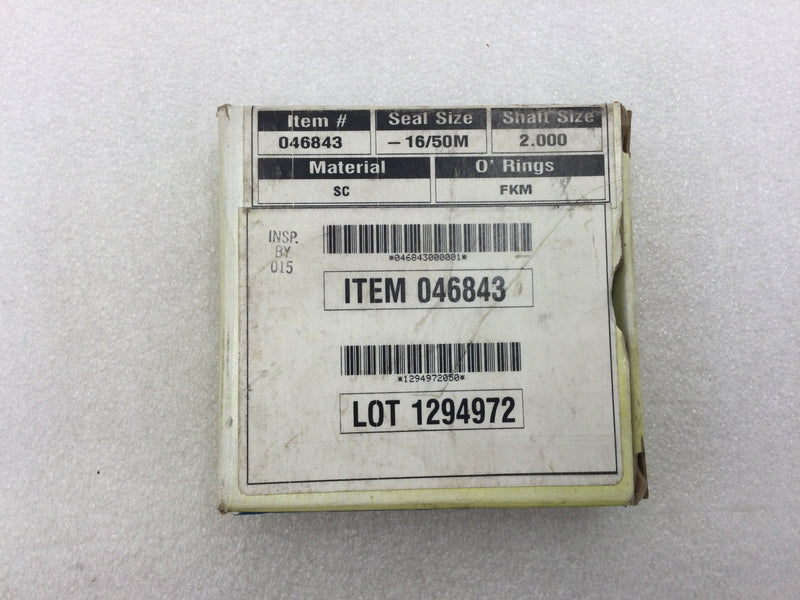 Item # Seal Size Shaft Size
046843 – 16/50M 2.000
Material O' Rings
SC FKM
INSP.
BY
015
*046843000001*
ITEM 046843
*1294972050*
LOT 1294972